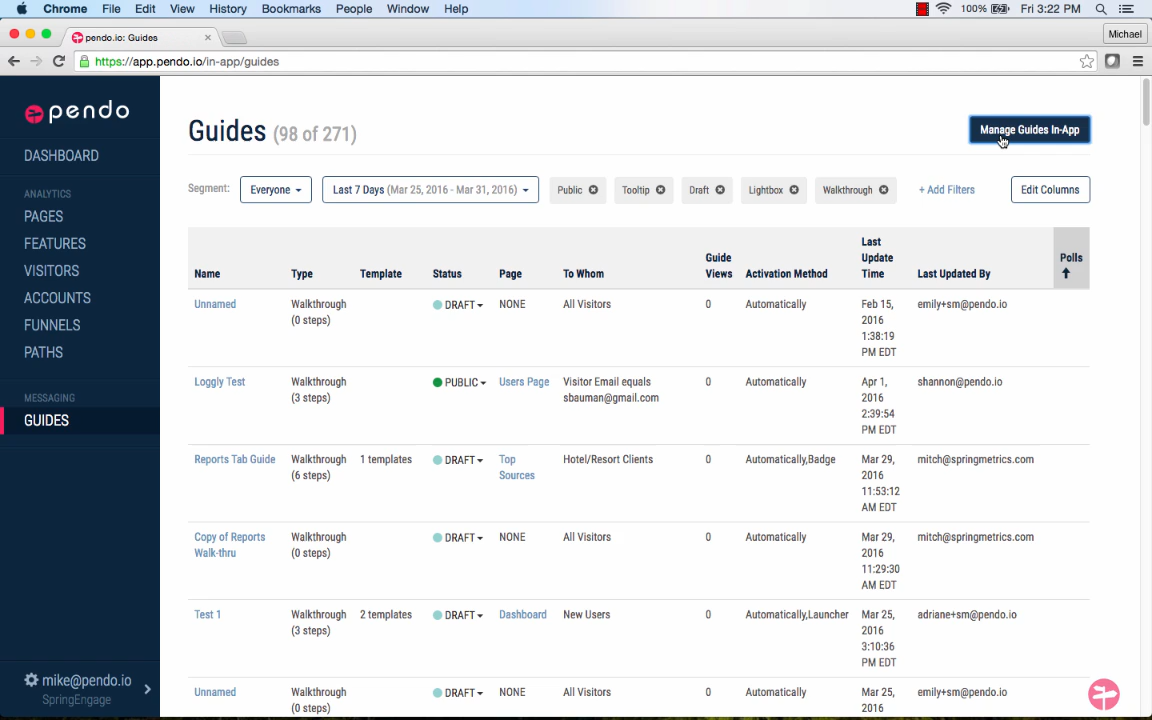 Chrome File Edit View History Bookmarks People Window Help 100% Fri 3:22 PM
pendo.io: Guides
Michael
https://app.pendo.io/in-app/guides
pendo
DASHBOARD
ANALYTICS
PAGES
FEATURES
VISITORS
ACCOUNTS
FUNNELS
PATHS
MESSAGING
GUIDES
mike@pendo.io
SpringEngage
Guides (98 of 271)
Manage Guides In-App
Segment: Everyone Last 7 Days (Mar 25, 2016 - Mar 31, 2016) Public Tooltip Draft Lightbox Walkthrough + Add Filters Edit Columns
Name Type Template Status Page To Whom Guide Views Activation Method Last Update Time Last Updated By Polls
Unnamed Walkthrough (0 steps) DRAFT NONE All Visitors 0 Automatically Feb 15, 2016 1:38:19 PM EDT emily+sm@pendo.io
Loggly Test Walkthrough (3 steps) PUBLIC Users Page Visitor Email equals sbauman@gmail.com 0 Automatically Apr 1, 2016 2:39:54 PM EDT shannon@pendo.io
Reports Tab Guide Walkthrough (6 steps) 1 templates DRAFT Top Sources Hotel/Resort Clients 0 Automatically,Badge Mar 29, 2016 11:53:12 AM EDT mitch@springmetrics.com
Copy of Reports Walk-thru Walkthrough (0 steps) DRAFT NONE All Visitors 0 Automatically Mar 29, 2016 11:29:30 AM EDT mitch@springmetrics.com
Test 1 Walkthrough (3 steps) 2 templates DRAFT Dashboard New Users 0 Automatically,Launcher Mar 25, 2016 3:10:36 PM EDT adriane+sm@pendo.io
Unnamed Walkthrough (0 steps) DRAFT NONE All Visitors 0 Automatically Mar 25, 2016 emily+sm@pendo.io